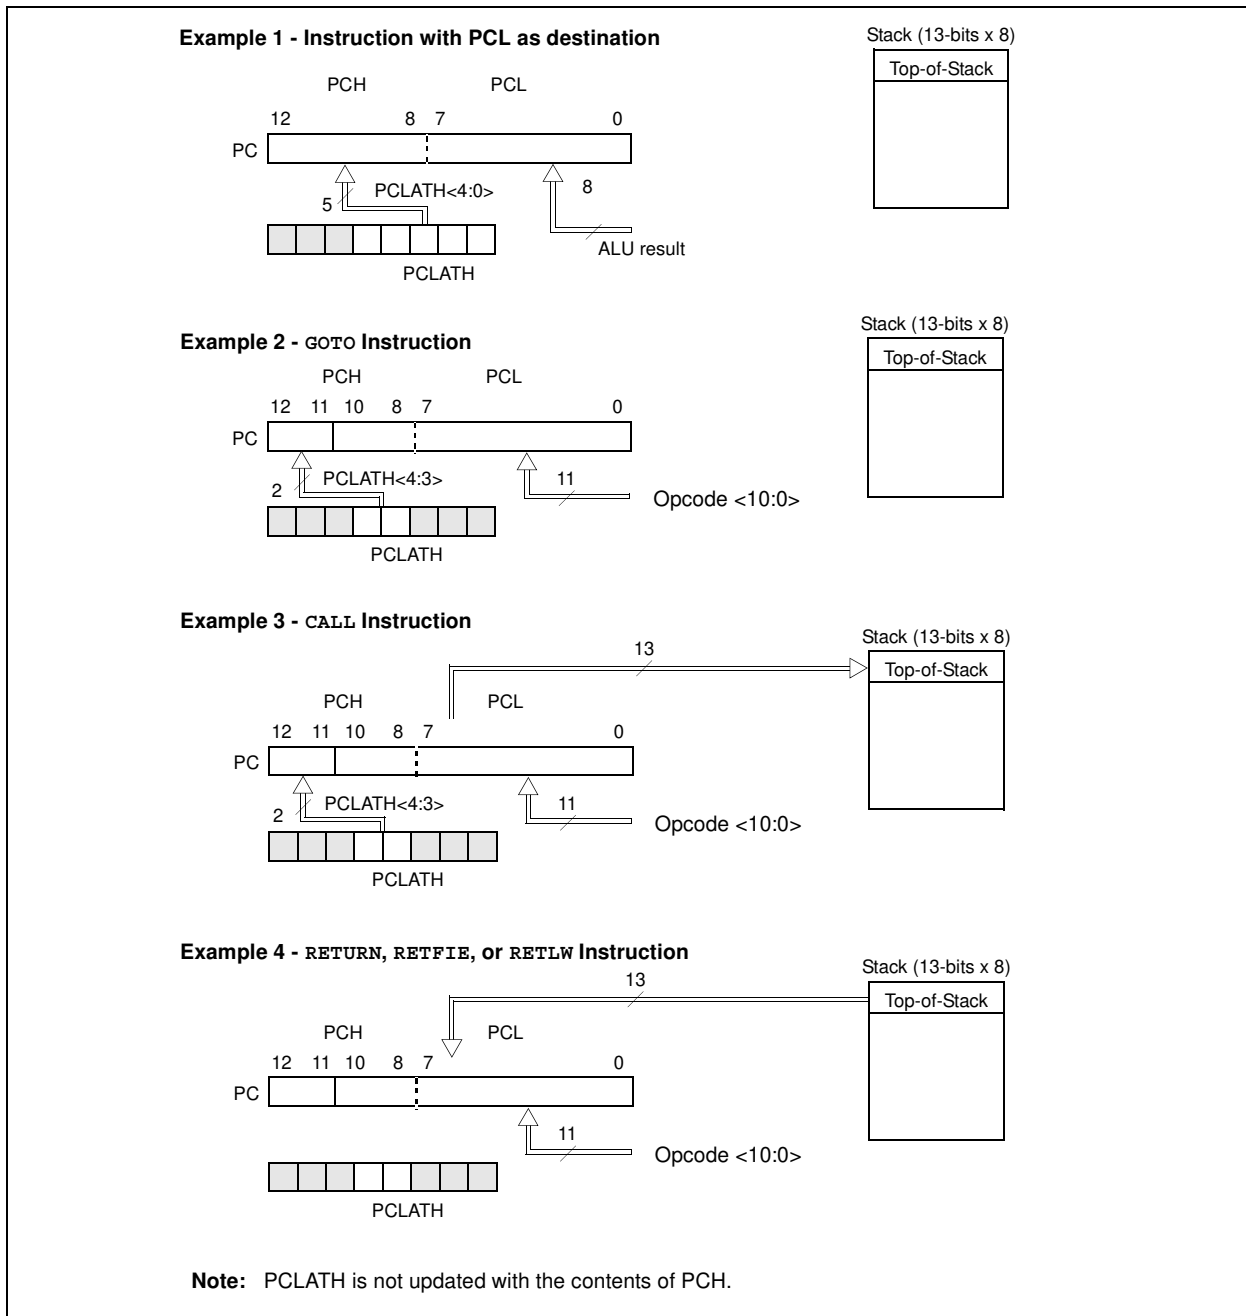 Example 1 - Instruction with PCL as destination
Stack (13-bits x 8)
Top-of-Stack
PCH PCL
12 8 7 0
PC
5 PCLATH<4:0> 8
ALU result
PCLATH
Example 2 - GOTO Instruction
Stack (13-bits x 8)
Top-of-Stack
PCH PCL
12 11 10 8 7 0
PC
2 PCLATH<4:3> 11
Opcode <10:0>
PCLATH
Example 3 - CALL Instruction
Stack (13-bits x 8)
13
Top-of-Stack
PCH PCL
12 11 10 8 7 0
PC
2 PCLATH<4:3> 11
Opcode <10:0>
PCLATH
Example 4 - RETURN, RETFIE, or RETLW Instruction
Stack (13-bits x 8)
13
Top-of-Stack
PCH PCL
12 11 10 8 7 0
PC
11
Opcode <10:0>
PCLATH
Note: PCLATH is not updated with the contents of PCH.